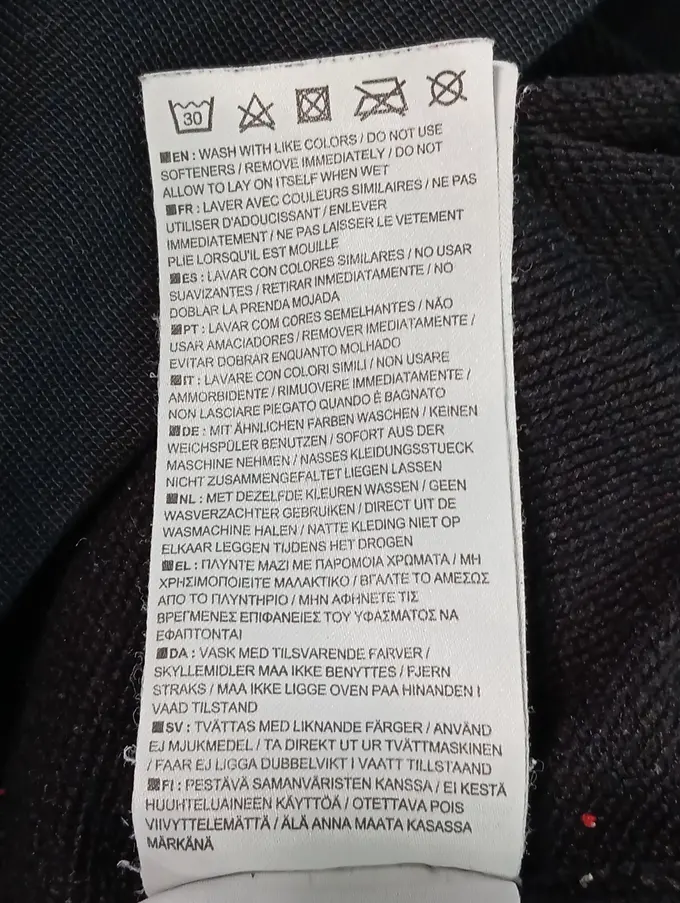 30
EN : WASH WITH LIKE COLORS / DO NOT USE
SOFTENERS / REMOVE IMMEDIATELY / DO NOT
ALLOW TO LAY ON ITSELF WHEN WET
FR : LAVER AVEC COULEURS SIMILAIRES / NE PAS
UTILISER D'ADOUCISSANT / ENLEVER
IMMEDIATEMENT / NE PAS LAISSER LE VETEMENT
PLIE LORSQU'IL EST MOUILLE
ES : LAVAR CON COLORES SIMILARES / NO USAR
SUAVIZANTES / RETIRAR INMEDIATAMENTE / NO
DOBLAR LA PRENDA MOJADA
PT : LAVAR COM CORES SEMELHANTES / NÃO
USAR AMACIADORES / REMOVER IMEDIATAMENTE /
EVITAR DOBRAR ENQUANTO MOLHADO
IT : LAVARE CON COLORI SIMILI / NON USARE
AMMORBIDENTE / RIMUOVERE IMMEDIATAMENTE /
NON LASCIARE PIEGATO QUANDO È BAGNATO
DE : MIT ÄHNLICHEN FARBEN WASCHEN / KEINEN
WEICHSPÜLER BENUTZEN / SOFORT AUS DER
MASCHINE NEHMEN / NASSES KLEIDUNGSSTUECK
NICHT ZUSAMMENGEFALTET LIEGEN LASSEN
NL : MET DEZELFDE KLEUREN WASSEN / GEEN
WASVERZACHTER GEBRUIKEN / DIRECT UIT DE
WASMACHINE HALEN / NATTE KLEDING NIET OP
ELKAAR LEGGEN TIJDENS HET DROGEN
EL : ΠΛΥΝΤΕ ΜΑΖΙ ΜΕ ΠΑΡΟΜΟΙΑ ΧΡΩΜΑΤΑ / ΜΗ
ΧΡΗΣΙΜΟΠΟΙΕΙΤΕ ΜΑΛΑΚΤΙΚΟ / ΒΓΑΛΤΕ ΤΟ ΑΜΕΣΩΣ
ΑΠΟ ΤΟ ΠΛΥΝΤΗΡΙΟ / ΜΗΝ ΑΦΗΝΕΤΕ ΤΙΣ
ΒΡΕΓΜΕΝΕΣ ΕΠΙΦΑΝΕΙΕΣ ΤΟΥ ΥΦΑΣΜΑΤΟΣ ΝΑ
ΕΦΑΠΤΟΝΤΑΙ
DA : VASK MED TILSVARENDE FARVER /
SKYLLEMIDLER MAA IKKE BENYTTES / FJERN
STRAKS / MAA IKKE LIGGE OVEN PAA HINANDEN I
VAAD TILSTAND
SV : TVÄTTAS MED LIKNANDE FÄRGER / ANVÄND
EJ MJUKMEDEL / TA DIREKT UT UR TVÄTTMASKINEN
/ FAAR EJ LIGGA DUBBELVIKT I VAATT TILLSTAAND
FI : PESTÄVÄ SAMANVÄRISTEN KANSSA / EI KESTÄ
HUUHTELUAINEEN KÄYTTÖÄ / OTETTAVA POIS
VIIVYTTELEMÄTTÄ / ÄLÄ ANNA MAATA KASASSA
MÄRKÄNÄ